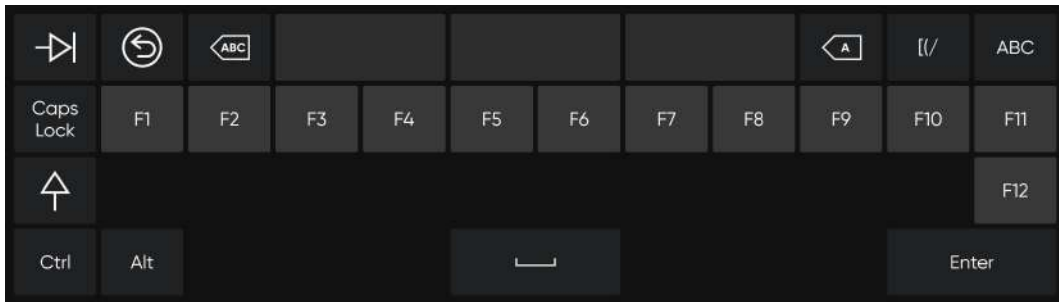 ABC A [(/ ABC
Caps
Lock F1 F2 F3 F4 F5 F6 F7 F8 F9 F10 F11
F12
Ctrl Alt Enter